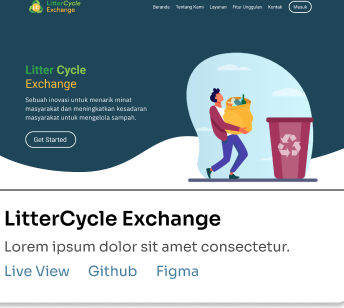 LitterCycle
Exchange
Beranda Tentang Kami Layanan Fitur Unggulan Kontak Masuk
Litter Cycle
Exchange
Sebuah inovasi untuk menarik minat
masyarakat dan meningkatkan kesadaran
masyarakat untuk mengelola sampah.
Get Started
LitterCycle Exchange
Lorem ipsum dolor sit amet consectetur.
Live View Github Figma